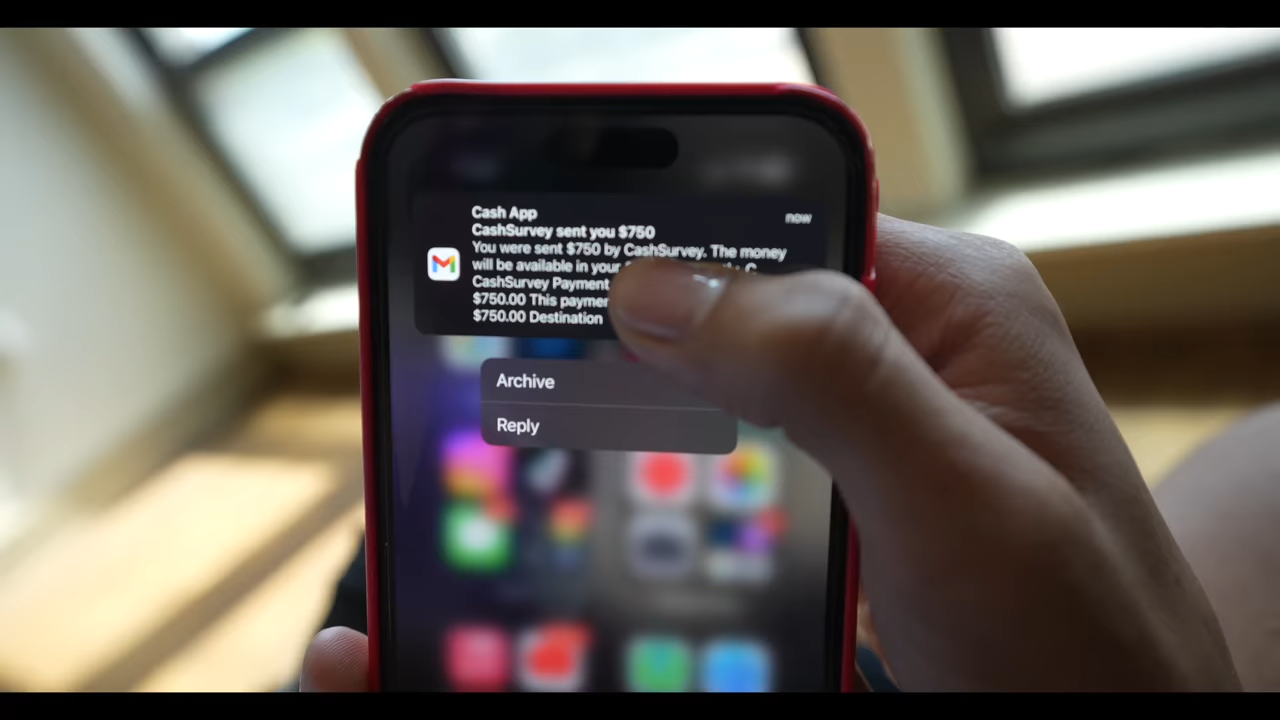 Cash App
now
CashSurvey sent you $750
You were sent $750 by CashSurvey. The money
will be available in your
CashSurvey Payment
$750.00 This
$750.00 Destination
Archive
Reply